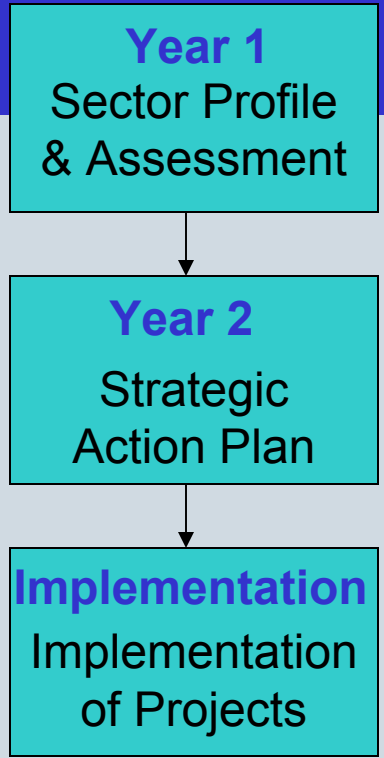 Year 1
Sector Profile
& Assessment
Year 2
Strategic
Action Plan
Implementation
Implementation
of Projects